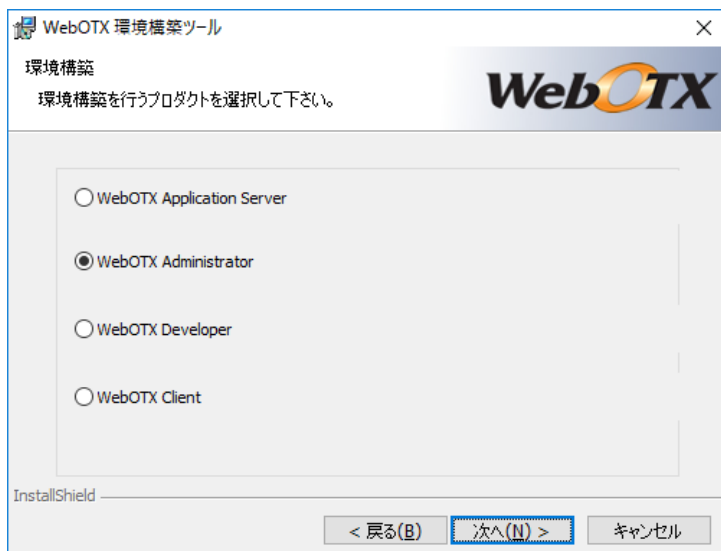 WebOTX 環境構築ツール
環境構築
環境構築を行うプロダクトを選択して下さい。
WebOTX
WebOTX Application Server
WebOTX Administrator
WebOTX Developer
WebOTX Client
InstallShield
< 戻る(B)
次へ(N) >
キャンセル